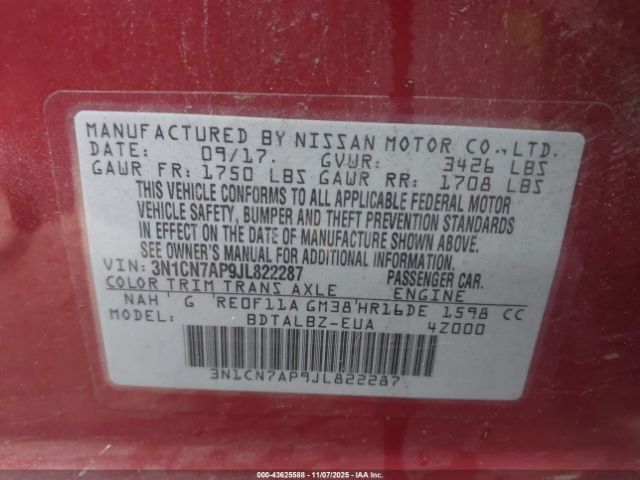 MANUFACTURED BY NISSAN MOTOR CO., LTD.
DATE: 09/17. GVWR: 3426 LBS
GAWR FR: 1750 LBS GAWR RR: 1708 LBS
THIS VEHICLE CONFORMS TO ALL APPLICABLE FEDERAL MOTOR
VEHICLE SAFETY, BUMPER AND THEFT PREVENTION STANDARDS
IN EFFECT ON THE DATE OF MANUFACTURE SHOWN ABOVE.
SEE OWNER'S MANUAL FOR ADDITIONAL INFORMATION.
VIN: 3N1CN7AP9JL822287 PASSENGER CAR.
COLOR TRIM TRANS AXLE ENGINE
NAH ' G 'RE0F11A GM38'HR16DE 1598 CC
MODEL: BDTALBZ-EUA 4Z000
3N1CN7AP9JL822287
000-43625588 - 11/07/2025 - IAA Inc.